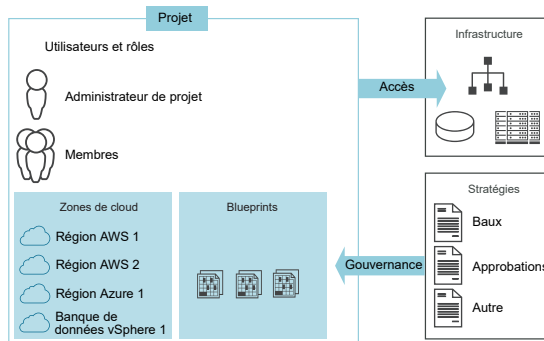 Projet
Utilisateurs et rôles
Administrateur de projet
Membres
Zones de cloud
Région AWS 1
Région AWS 2
Région Azure 1
Banque de
données vSphere 1
Blueprints
Accès
Infrastructure
Gouvernance
Stratégies
Baux
Approbations
Autre